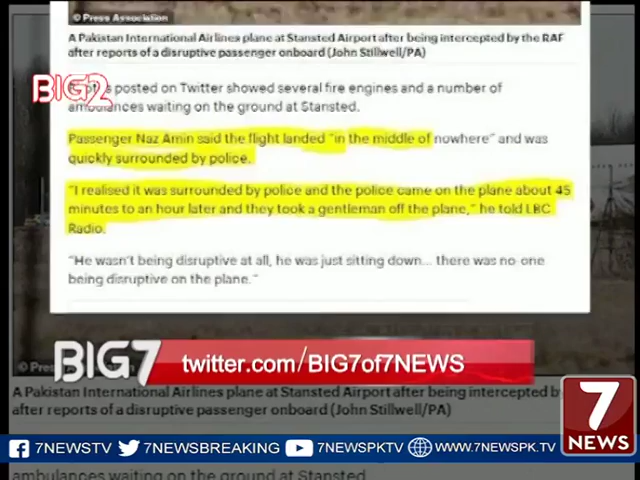 © Press Association
A Pakistan International Airlines plane at Stansted Airport after being intercepted by the RAF
after reports of a disruptive passenger onboard (John Stillwell/PA)
BIG2
posted on Twitter showed several fire engines and a number of
ambulances waiting on the ground at Stansted.
Passenger Naz Amin said the flight landed "in the middle of nowhere" and was
quickly surrounded by police.
"I realised it was surrounded by police and the police came on the plane about 45
minutes to an hour later and they took a gentleman off the plane," he told LBC
Radio.
"He wasn't being disruptive at all, he was just sitting down... there was no-one
being disruptive on the plane."
BIG7 twitter.com/BIG7of7NEWS
© Pre
A Pakistan International Airlines plane at Stansted Airport after being intercepted b
after reports of a disruptive passenger onboard (John Stillwell/PA)
7 NEWS
7NEWSTV 7NEWSBREAKING 7NEWSPKTV WWW.7NEWSPK.TV
ambulances waiting on the ground at Stansted